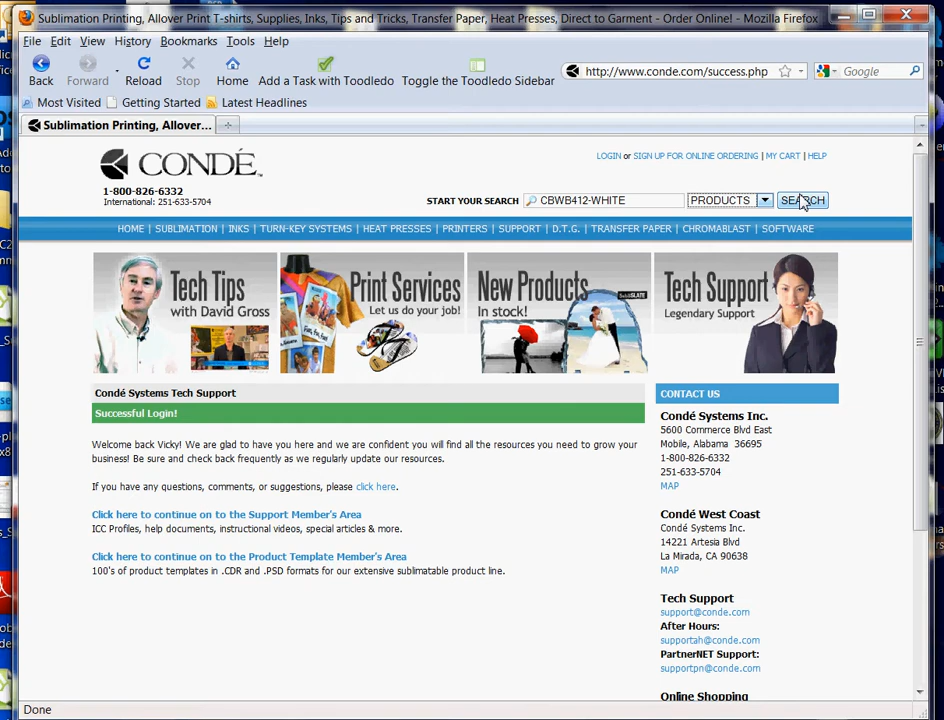 Sublimation Printing, Allover Print T-shirts, Supplies, Inks, Tips and Tricks, Transfer Paper, Heat Presses, Direct to Garment - Order Online! - Mozilla Firefox
File Edit View History Bookmarks Tools Help
Back Forward Reload Stop Home Add a Task with Toodledo Toggle the Toodledo Sidebar http://www.conde.com/success.php Google
Most Visited Getting Started Latest Headlines
Sublimation Printing, Allover...
CONDÉ
LOGIN or SIGN UP FOR ONLINE ORDERING | MY CART | HELP
1-800-826-6332
International: 251-633-5704
START YOUR SEARCH CBWB412-WHITE PRODUCTS SEARCH
HOME | SUBLIMATION | INKS | TURN-KEY SYSTEMS | HEAT PRESSES | PRINTERS | SUPPORT | D.T.G. | TRANSFER PAPER | CHROMABLAST | SOFTWARE
Tech Tips
with David Gross
Print Services
Let us do your job!
New Products
In stock!
Tech Support
Legendary Support
Condé Systems Tech Support
Successful Login!
Welcome back Vicky! We are glad to have you here and we are confident you will find all the resources you need to grow your
business! Be sure and check back frequently as we regularly update our resources.
If you have any questions, comments, or suggestions, please click here.
Click here to continue on to the Support Member's Area
ICC Profiles, help documents, instructional videos, special articles & more.
Click here to continue on to the Product Template Member's Area
100's of product templates in .CDR and .PSD formats for our extensive sublimatable product line.
CONTACT US
Condé Systems Inc.
5600 Commerce Blvd East
Mobile, Alabama 36695
1-800-826-6332
251-633-5704
MAP
Condé West Coast
Condé Systems Inc.
14221 Artesia Blvd
La Mirada, CA 90638
MAP
Tech Support
support@conde.com
After Hours:
supportah@conde.com
PartnerNET Support:
supportpn@conde.com
Online Shopping
Done